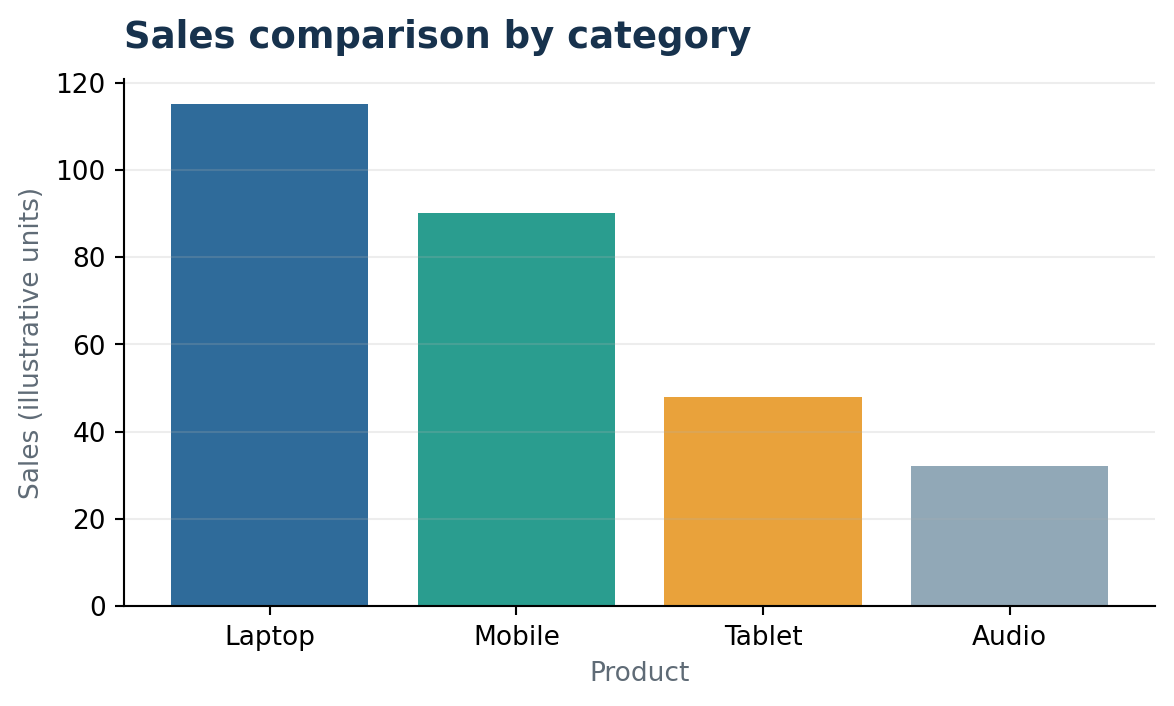 Sales comparison by category
Sales (illustrative units)
120
100
80
60
40
20
0
Laptop Mobile Tablet Audio
Product